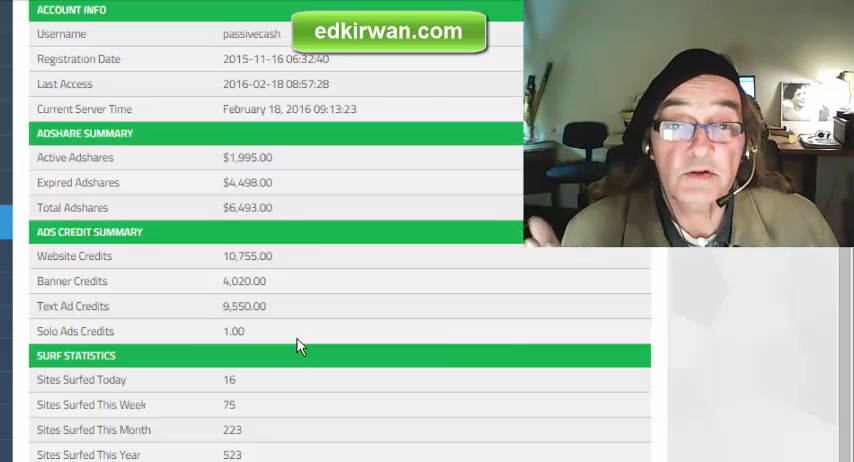 ACCOUNT INFO
edkirwan.com
Username passivecash
Registration Date 2015-11-16 06:32:40
Last Access 2016-02-18 08:57:28
Current Server Time February 18, 2016 09:13:23
ADSHARE SUMMARY
Active Adshares $1,995.00
Expired Adshares $4,498.00
Total Adshares $6,493.00
ADS CREDIT SUMMARY
Website Credits 10,755.00
Banner Credits 4,020.00
Text Ad Credits 9,550.00
Solo Ads Credits 1.00
SURF STATISTICS
Sites Surfed Today 16
Sites Surfed This Week 75
Sites Surfed This Month 223
Sites Surfed This Year 523